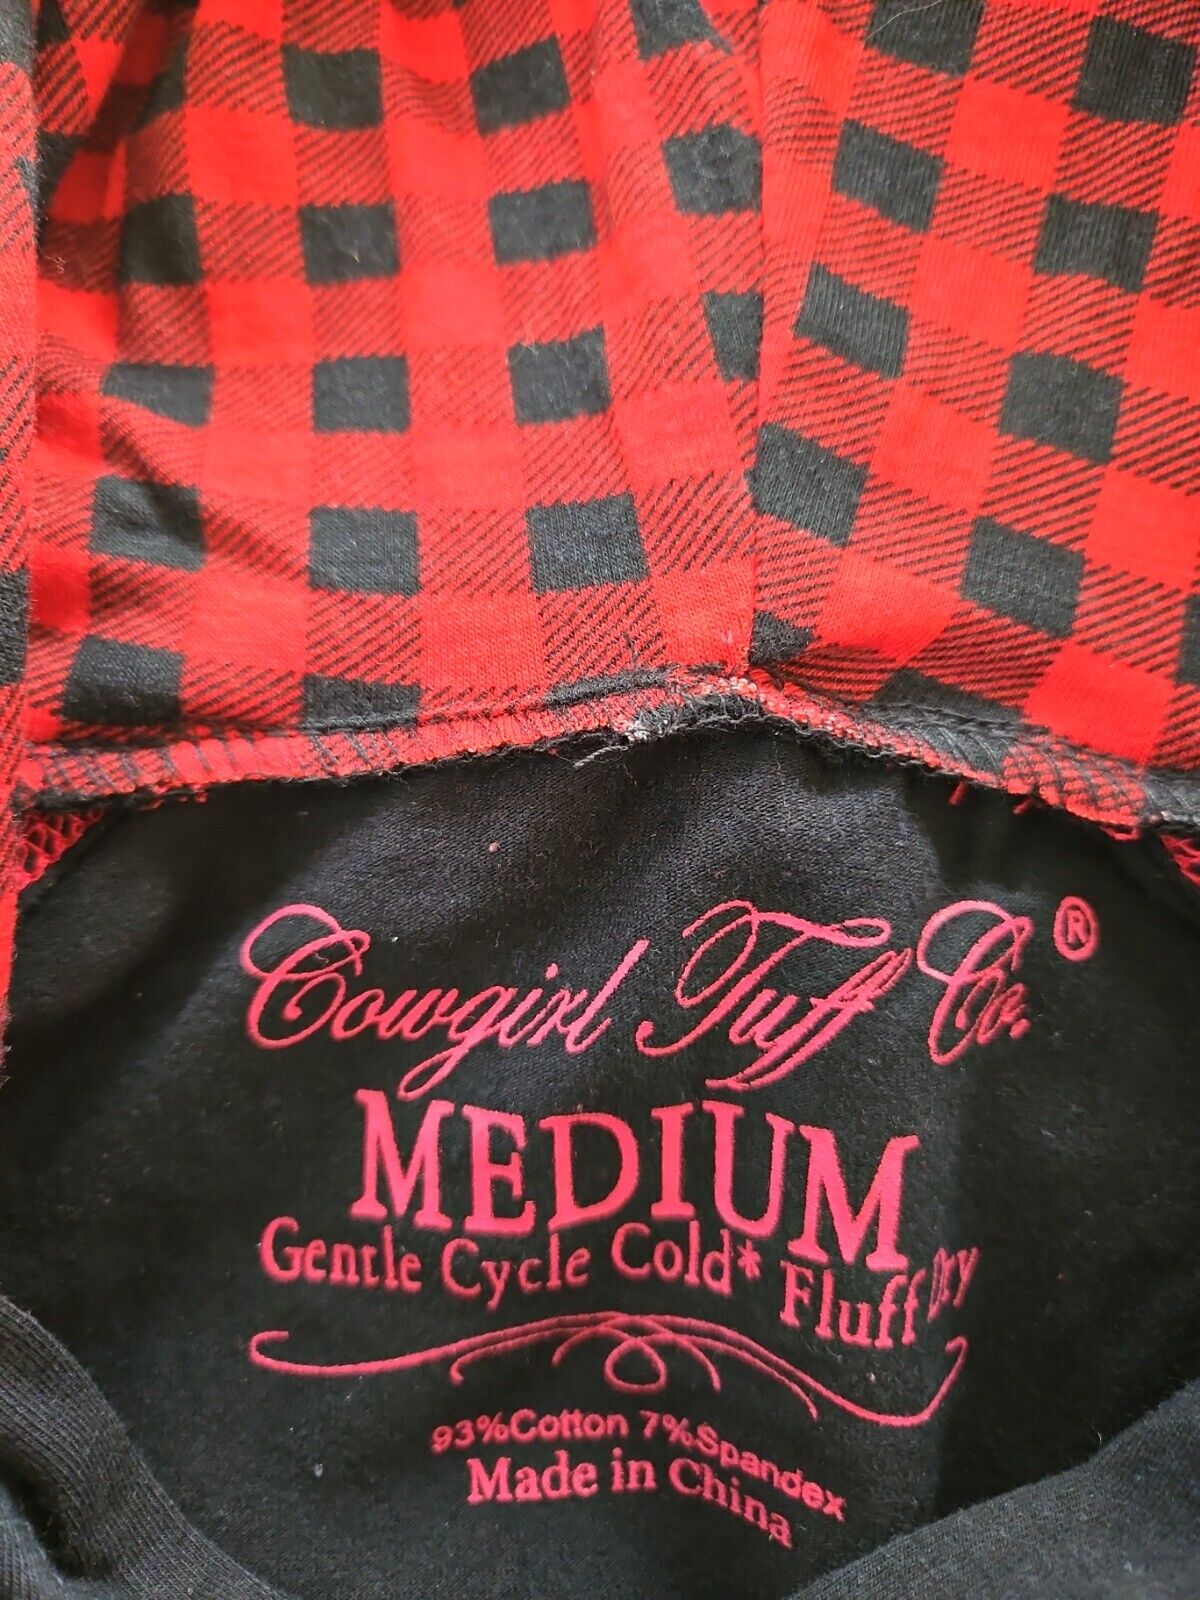 Cowgirl Tuff Co.®
MEDIUM
Gentle Cycle Cold* Fluff Dry
93%Cotton 7%Spandex
Made in China